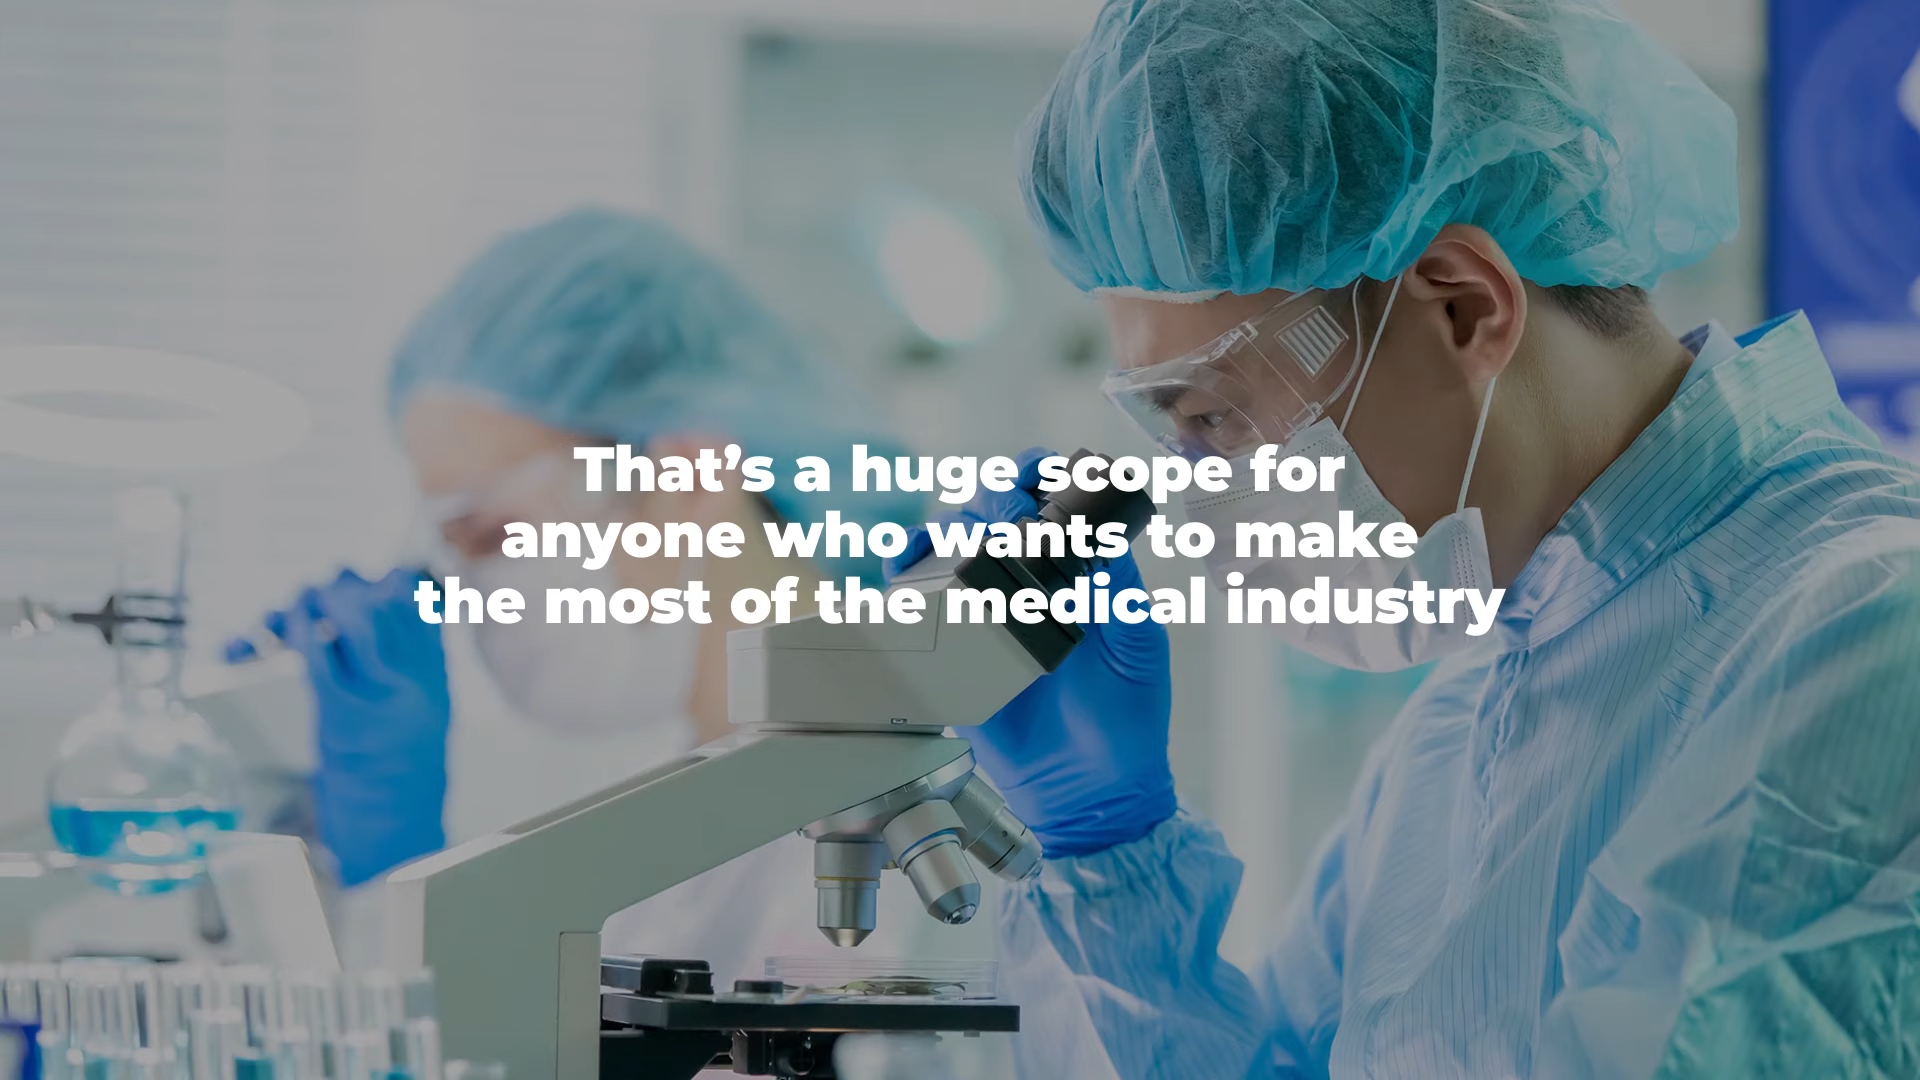 That’s a huge scope for
anyone who wants to make
the most of the medical industry